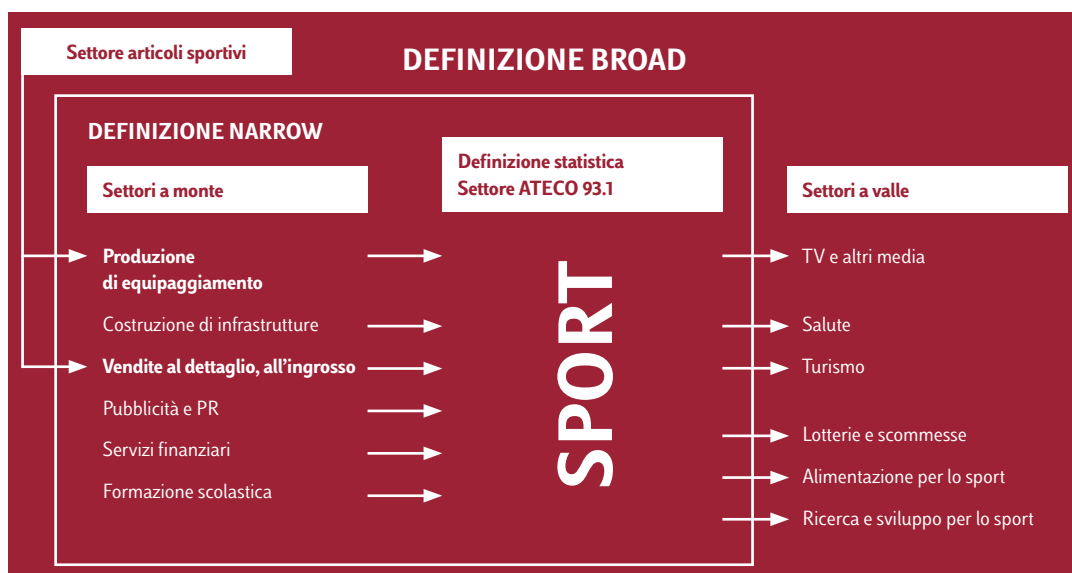 Settore articoli sportivi
DEFINIZIONE BROAD
DEFINIZIONE NARROW
Settori a monte
Definizione statistica
Settore ATECO 93.1
Settori a valle
Produzione
di equipaggiamento
Costruzione di infrastrutture
Vendite al dettaglio, all’ingrosso
Pubblicità e PR
Servizi finanziari
Formazione scolastica
SPORT
TV e altri media
Salute
Turismo
Lotterie e scommesse
Alimentazione per lo sport
Ricerca e sviluppo per lo sport